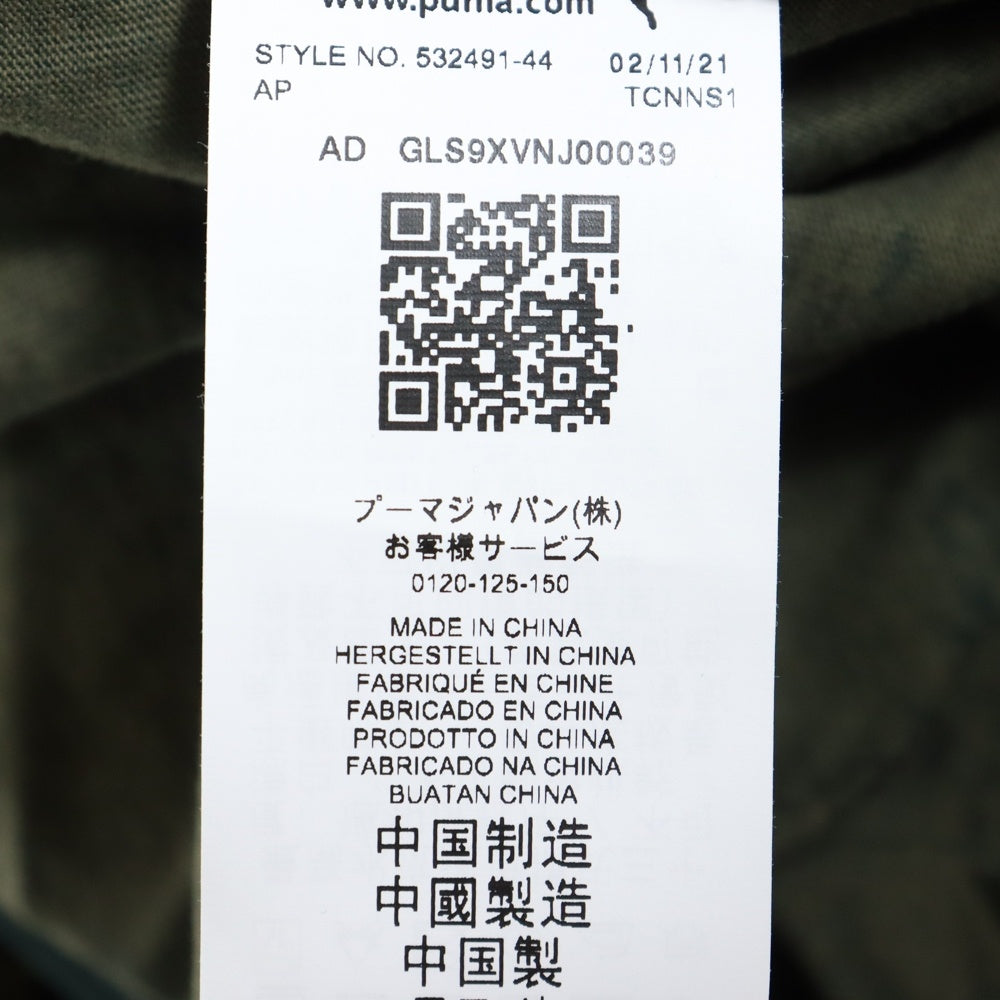 www.puma.com
STYLE NO. 532491-44 02/11/21
AP TCNNS1
AD GLS9XVNJ00039
プーマジャパン(株)
お客様サービス
0120-125-150
MADE IN CHINA
HERGESTELLT IN CHINA
FABRIQUÉ EN CHINE
FABRICADO EN CHINA
PRODOTTO IN CHINA
FABRICADO NA CHINA
BUATAN CHINA
中国制造
中國製造
中国製